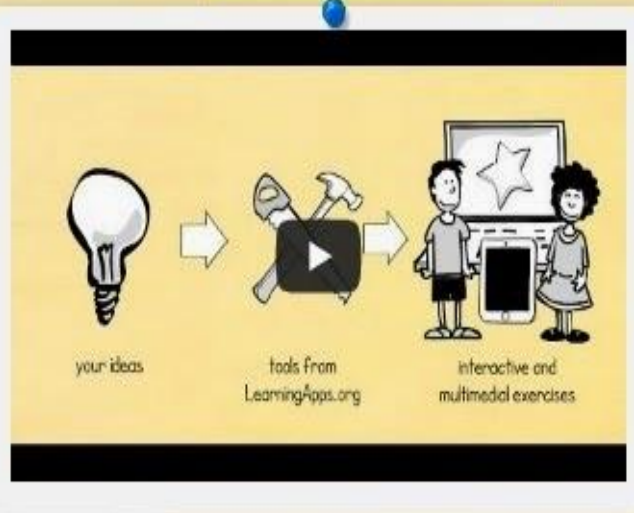 your ideas
tools from
LearningApps.org
interactive and
multimedial exercises